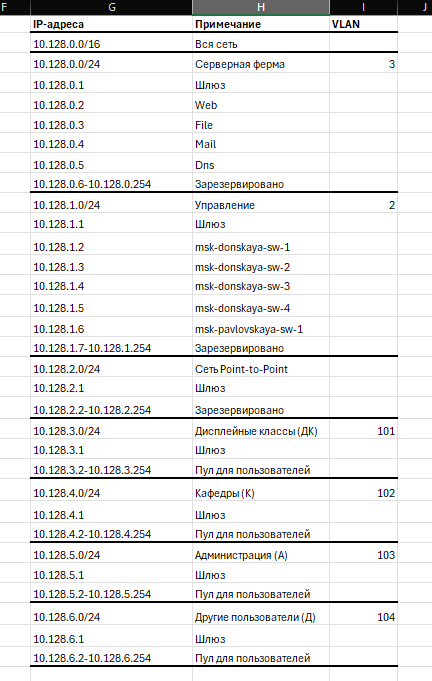 F G H I J
IP-адреса Примечание VLAN
10.128.0.0/16 Вся сеть
10.128.0.0/24 Серверная ферма 3
10.128.0.1 Шлюз
10.128.0.2 Web
10.128.0.3 File
10.128.0.4 Mail
10.128.0.5 Dns
10.128.0.6-10.128.0.254 Зарезервировано
10.128.1.0/24 Управление 2
10.128.1.1 Шлюз
10.128.1.2 msk-donskaya-sw-1
10.128.1.3 msk-donskaya-sw-2
10.128.1.4 msk-donskaya-sw-3
10.128.1.5 msk-donskaya-sw-4
10.128.1.6 msk-pavlovskaya-sw-1
10.128.1.7-10.128.1.254 Зарезервировано
10.128.2.0/24 Сеть Point-to-Point
10.128.2.1 Шлюз
10.128.2.2-10.128.2.254 Зарезервировано
10.128.3.0/24 Дисплейные классы (ДК) 101
10.128.3.1 Шлюз
10.128.3.2-10.128.3.254 Пул для пользователей
10.128.4.0/24 Кафедры (К) 102
10.128.4.1 Шлюз
10.128.4.2-10.128.4.254 Пул для пользователей
10.128.5.0/24 Администрация (А) 103
10.128.5.1 Шлюз
10.128.5.2-10.128.5.254 Пул для пользователей
10.128.6.0/24 Другие пользователи (Д) 104
10.128.6.1 Шлюз
10.128.6.2-10.128.6.254 Пул для пользователей